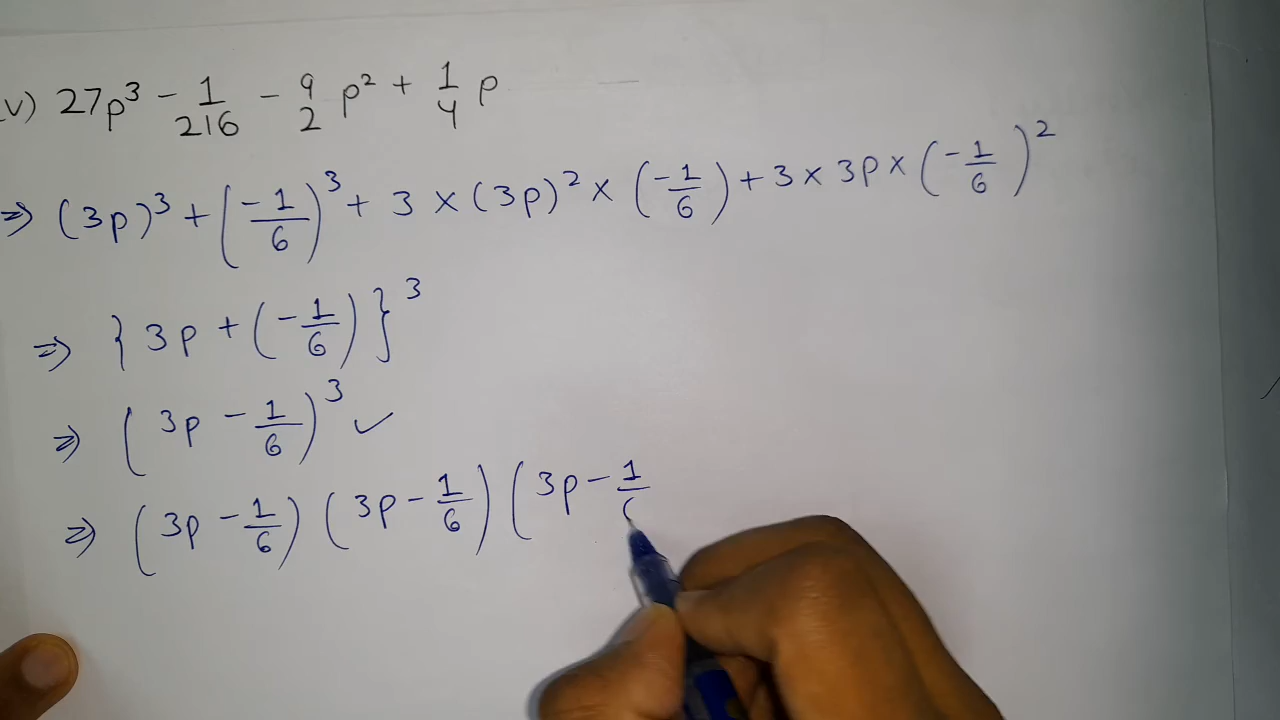 v) 27p³ - 1/216 - 9/2 p² + 1/4 p
⇒ (3p)³ + (-1/6)³ + 3 × (3p)² × (-1/6) + 3 × 3p × (-1/6)²
⇒ {3p + (-1/6)}³
⇒ (3p - 1/6)³ ✓
⇒ (3p - 1/6) (3p - 1/6) (3p - 1/6